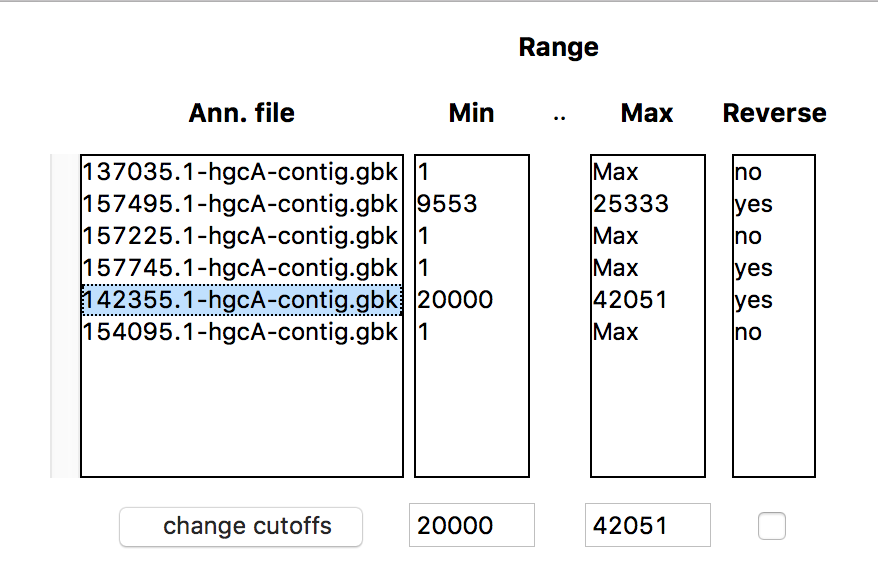 Range
Ann. file Min .. Max Reverse
137035.1-hgcA-contig.gbk 1 Max no
157495.1-hgcA-contig.gbk 9553 25333 yes
157225.1-hgcA-contig.gbk 1 Max no
157745.1-hgcA-contig.gbk 1 Max yes
142355.1-hgcA-contig.gbk 20000 42051 yes
154095.1-hgcA-contig.gbk 1 Max no
change cutoffs 20000 42051